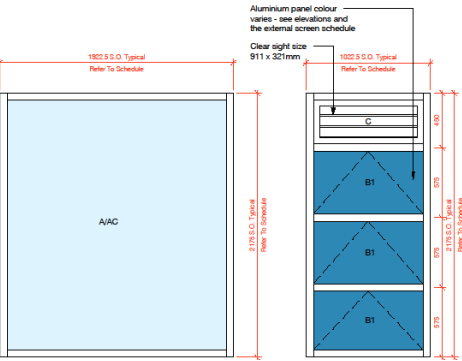 Aluminium panel colour
varies - see elevations and
the external screen schedule
Clear sight size
911 x 321mm
1922.5 S.O. Typical
Refer To Schedule
1022.5 S.O. Typical
Refer To Schedule
A/AC
2175 S.O. Typical
Refer To Schedule
C
B1
B1
B1
450
575
575
575
2175 S.O. Typical
Refer To Schedule